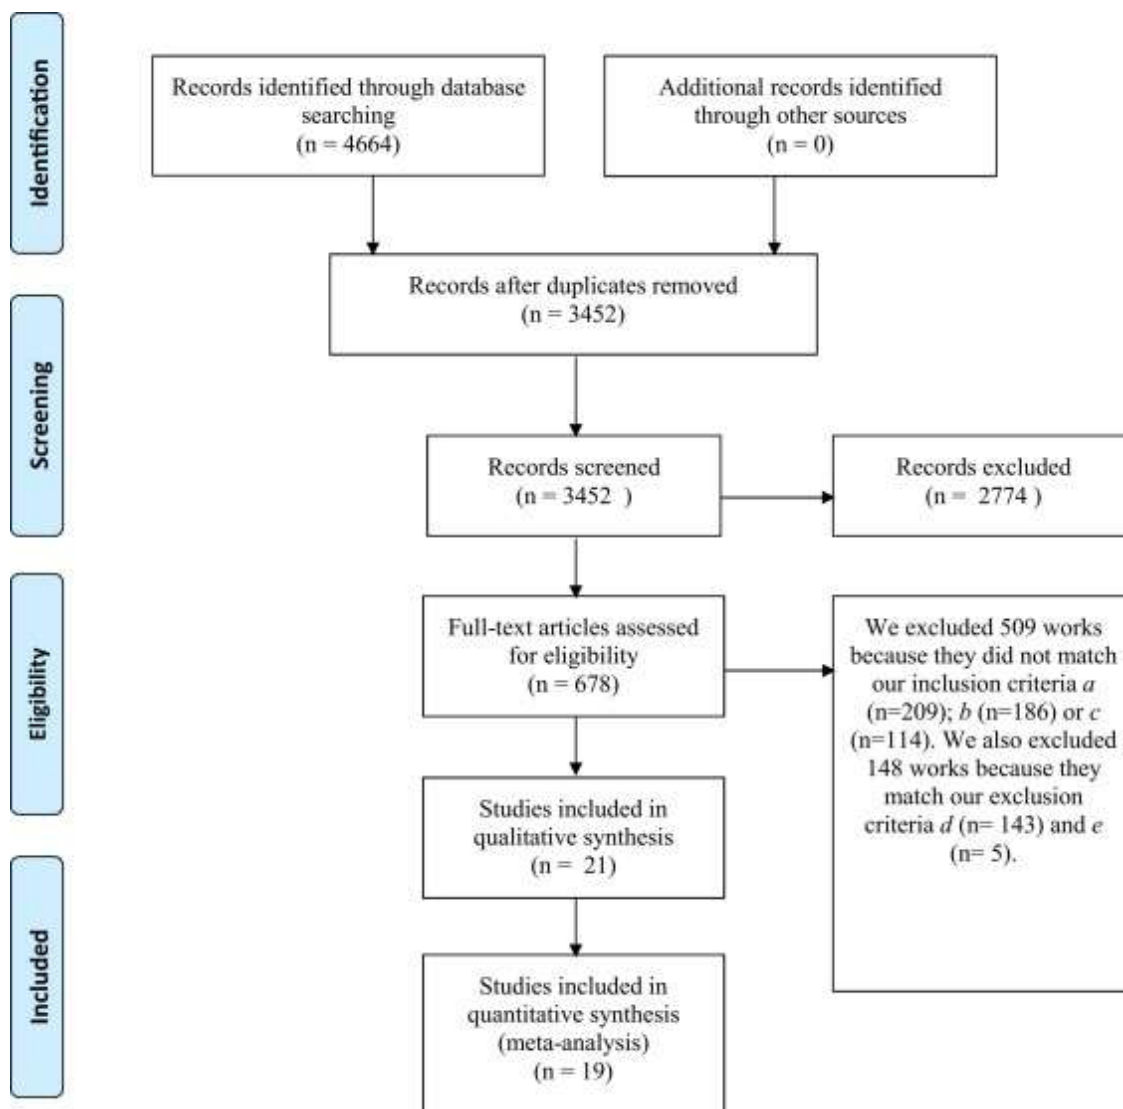 Identification
Records identified through database
searching
(n = 4664)
Additional records identified
through other sources
(n = 0)
Records after duplicates removed
(n = 3452)
Screening
Records screened
(n = 3452  )
Records excluded
(n =  2774 )
Eligibility
Full-text articles assessed
for eligibility
(n = 678)
We excluded 509 works
because they did not match
our inclusion criteria a
(n=209); b (n=186) or c
(n=114). We also excluded
148 works because they
match our exclusion
criteria d (n= 143) and e
(n= 5).
Studies included in
qualitative synthesis
(n =  21)
Included
Studies included in
quantitative synthesis
(meta-analysis)
(n = 19)